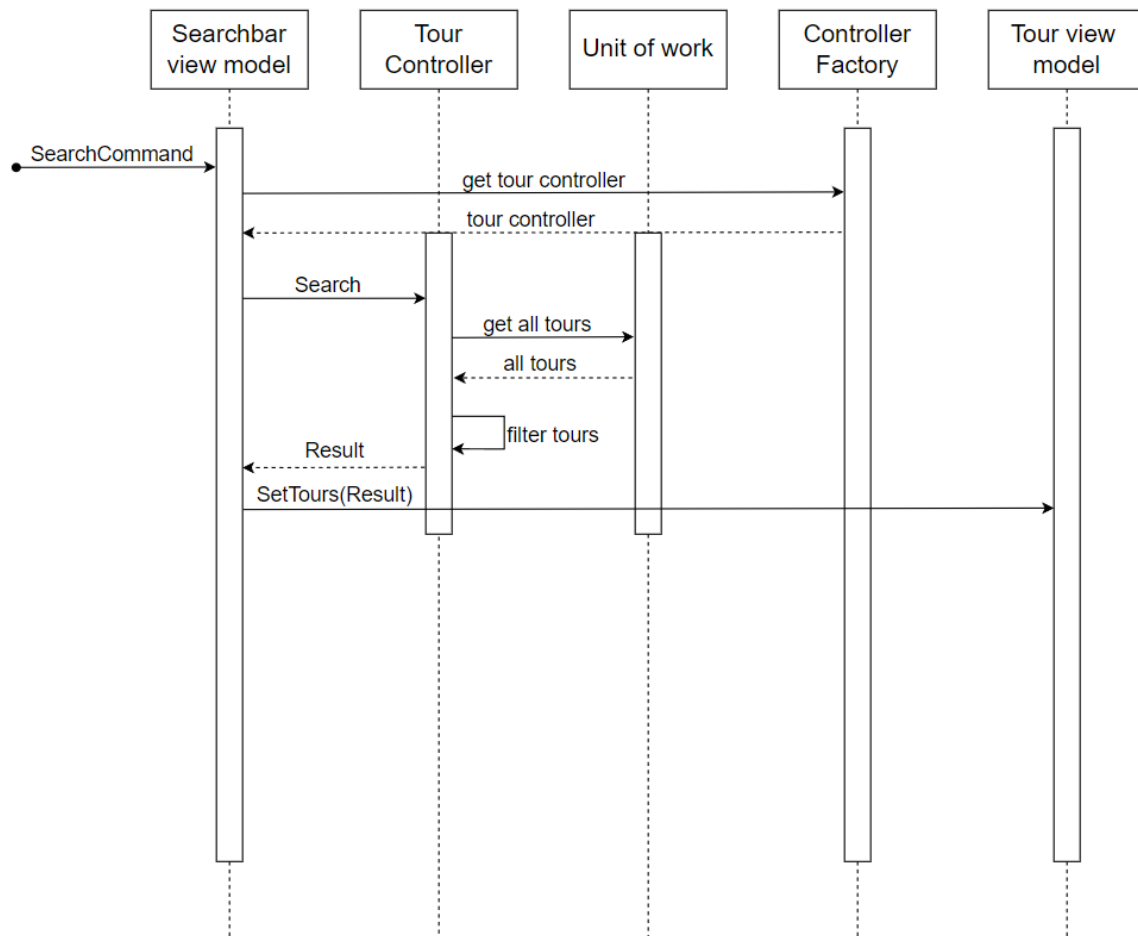 Searchbar
view model
Tour
Controller
Unit of work
Controller
Factory
Tour view
model
SearchCommand
get tour controller
tour controller
Search
get all tours
all tours
filter tours
Result
SetTours(Result)